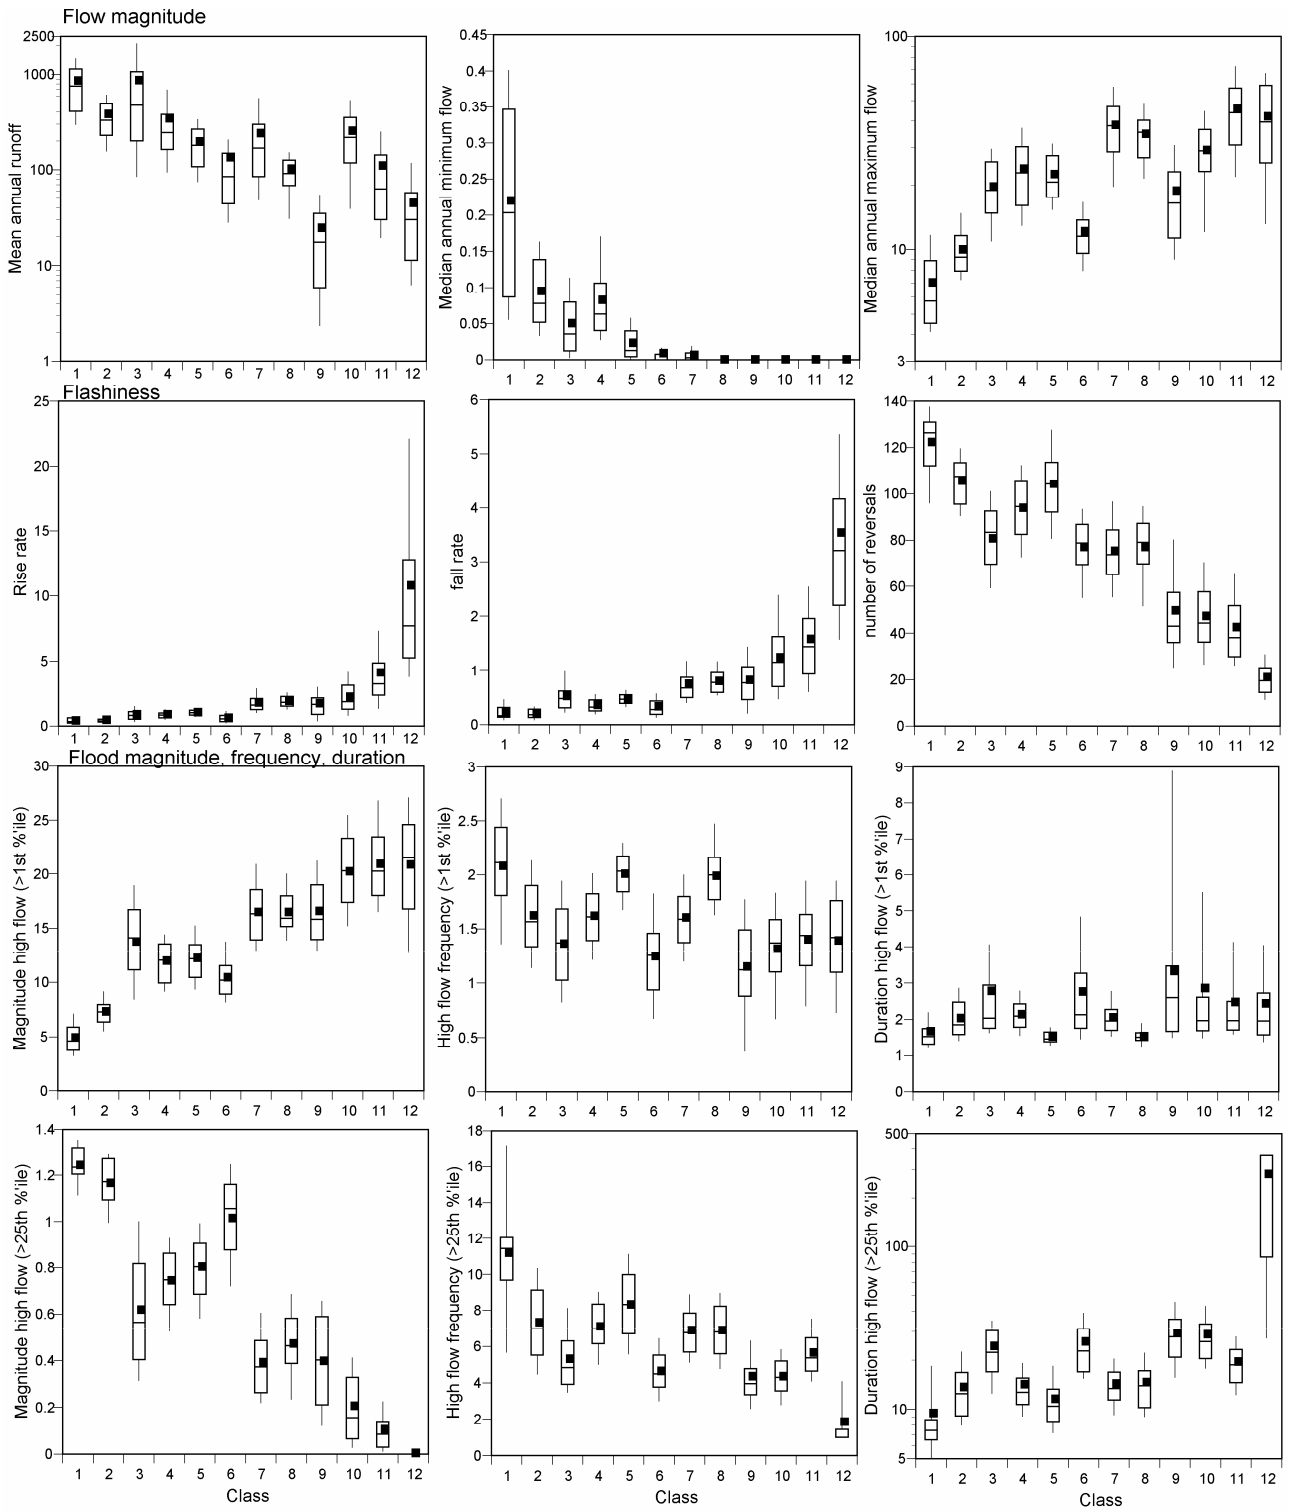 Flow magnitude
Mean annual runoff
2500
1000
100
10
1
1 2 3 4 5 6 7 8 9 10 11 12
Median annual minimum flow
0.45
0.4
0.35
0.3
0.25
0.2
0.15
0.1
0.05
0
1 2 3 4 5 6 7 8 9 10 11 12
Median annual maximum flow
100
10
3
1 2 3 4 5 6 7 8 9 10 11 12
Flashiness
Rise rate
25
20
15
10
5
0
1 2 3 4 5 6 7 8 9 10 11 12
fall rate
6
5
4
3
2
1
0
1 2 3 4 5 6 7 8 9 10 11 12
number of reversals
140
120
100
80
60
40
20
0
1 2 3 4 5 6 7 8 9 10 11 12
Flood magnitude, frequency, duration
Magnitude high flow (>1st %'ile)
30
25
20
15
10
5
0
1 2 3 4 5 6 7 8 9 10 11 12
High flow frequency (>1st %'ile)
3
2.5
2
1.5
1
0.5
0
1 2 3 4 5 6 7 8 9 10 11 12
Duration high flow (>1st %'ile)
9
8
7
6
5
4
3
2
1
0
1 2 3 4 5 6 7 8 9 10 11 12
Magnitude high flow (>25th %'ile)
1.4
1.2
1
0.8
0.6
0.4
0.2
0
1 2 3 4 5 6 7 8 9 10 11 12
Class
High flow frequency (>25th %'ile)
18
16
14
12
10
8
6
4
2
0
1 2 3 4 5 6 7 8 9 10 11 12
Class
Duration high flow (>25th %'ile)
500
100
10
5
1 2 3 4 5 6 7 8 9 10 11 12
Class